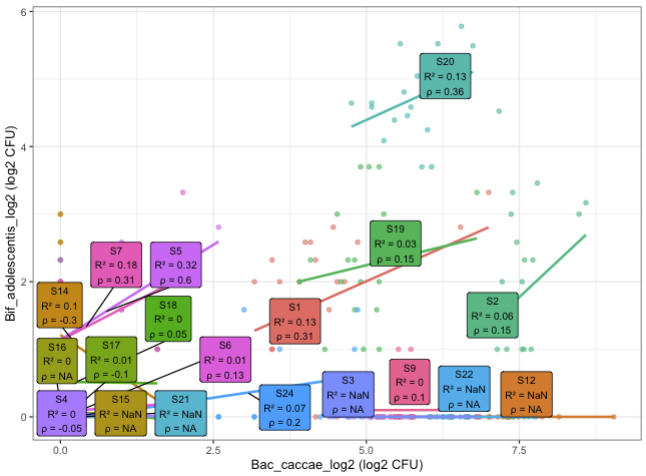 6
S20
R² = 0.13
ρ = 0.36
4
S7
R² = 0.18
ρ = 0.31
S5
R² = 0.32
ρ = 0.6
S19
R² = 0.03
ρ = 0.15
2
S14
R² = 0.1
ρ = -0.3
S18
R² = 0
ρ = 0.05
S1
R² = 0.13
ρ = 0.31
S2
R² = 0.06
ρ = 0.15
S16
R² = 0
ρ = NA
S17
R² = 0.01
ρ = -0.1
S6
R² = 0.01
ρ = 0.13
S9
R² = 0
ρ = 0.1
S3
R² = NaN
ρ = NA
S22
R² = NaN
ρ = NA
S12
R² = NaN
ρ = NA
S4
R² = 0
ρ = -0.05
S15
R² = NaN
ρ = NA
S21
R² = NaN
ρ = NA
S24
R² = 0.07
ρ = 0.2
0
0.0
2.5
5.0
7.5
Bac_caccae_log2 (log2 CFU)
Bif_adolescentis_log2 (log2 CFU)